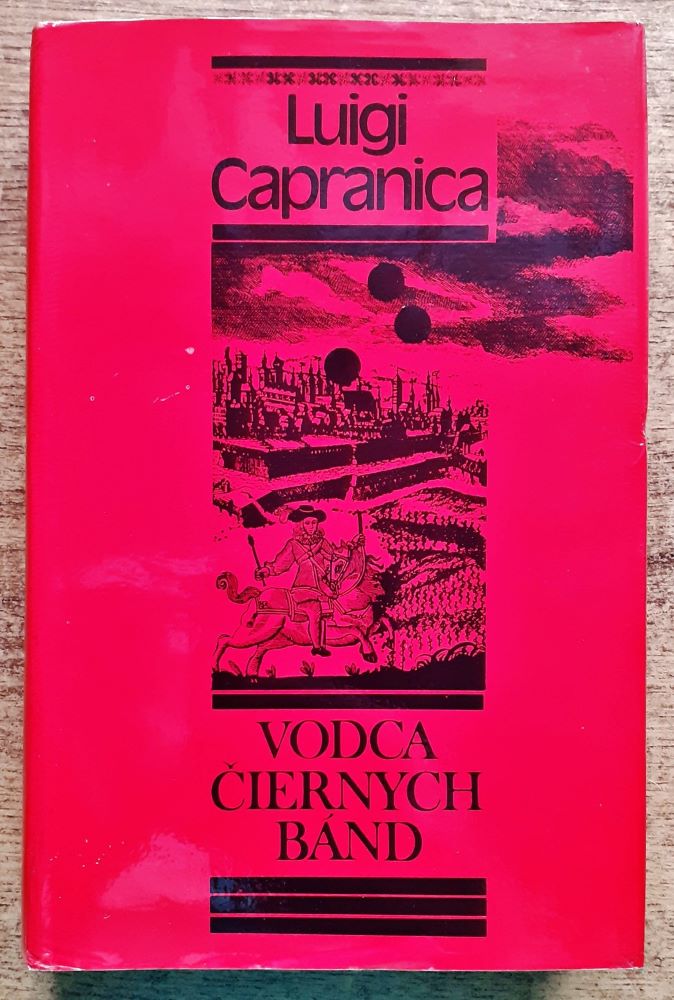 Luigi
Capranica
VODCA
ČIERNYCH
BÁND